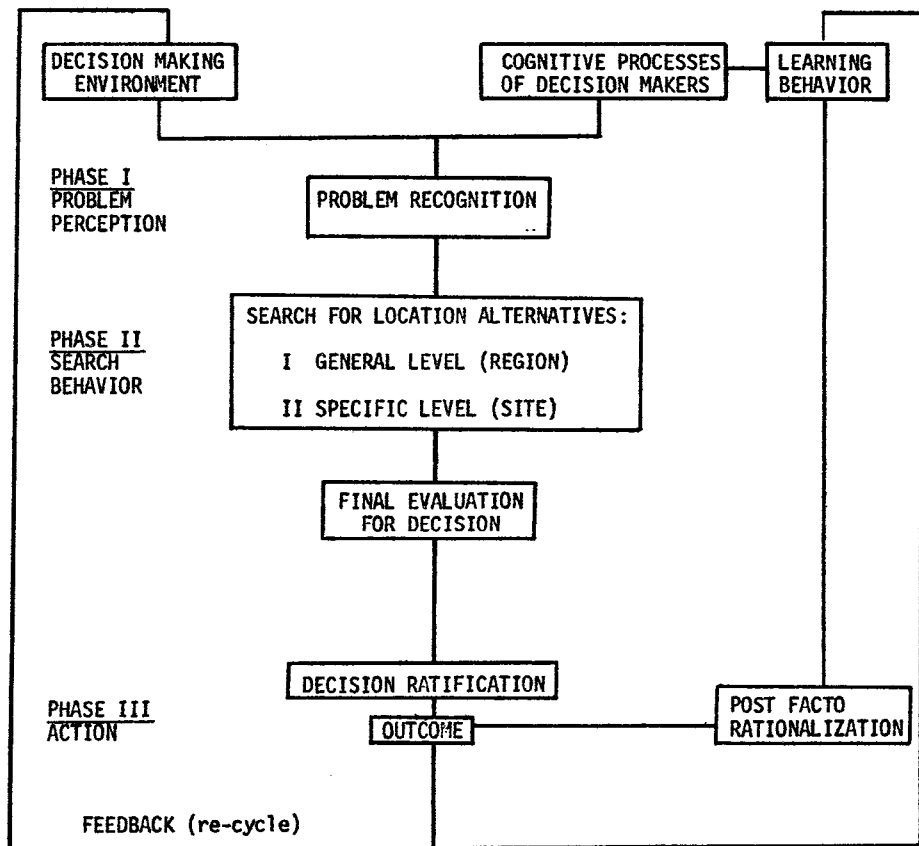 DECISION MAKING
ENVIRONMENT
COGNITIVE PROCESSES
OF DECISION MAKERS
LEARNING
BEHAVIOR
PHASE I
PROBLEM
PERCEPTION
PROBLEM RECOGNITION
PHASE II
SEARCH
BEHAVIOR
SEARCH FOR LOCATION ALTERNATIVES:
I GENERAL LEVEL (REGION)
II SPECIFIC LEVEL (SITE)
FINAL EVALUATION
FOR DECISION
DECISION RATIFICATION
PHASE III
ACTION
OUTCOME
POST FACTO
RATIONALIZATION
FEEDBACK (re-cycle)